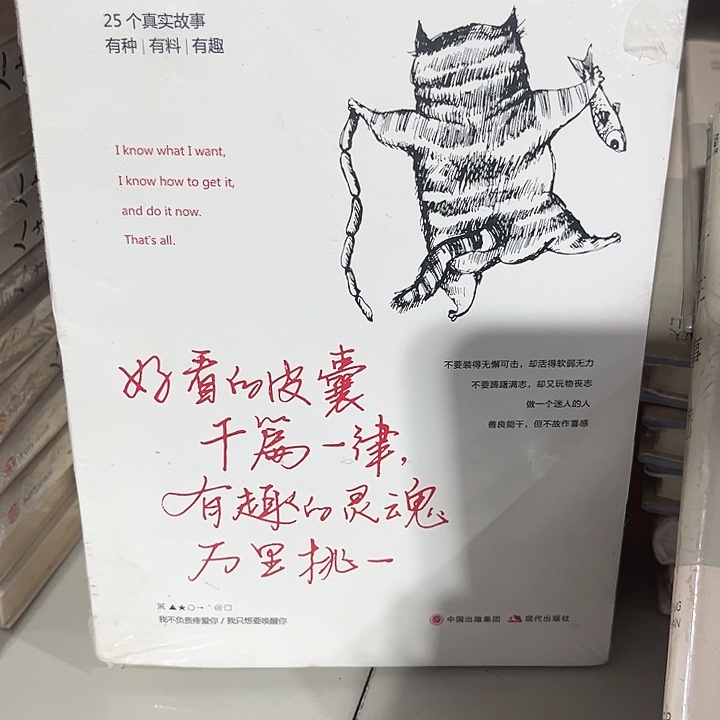 25 个真实故事
有种 | 有料 | 有趣
I know what I want,
I know how to get it,
and do it now.
That's all.
好看的皮囊
千篇一律，
有趣的灵魂
万里挑一
不要装得无懈可击，却活得软弱无力
不要踌躇满志，却又玩物丧志
做一个迷人的人
善良能干，但不故作喜感
我不负责疼爱你 / 我只想要唤醒你
中国出版集团 现代出版社